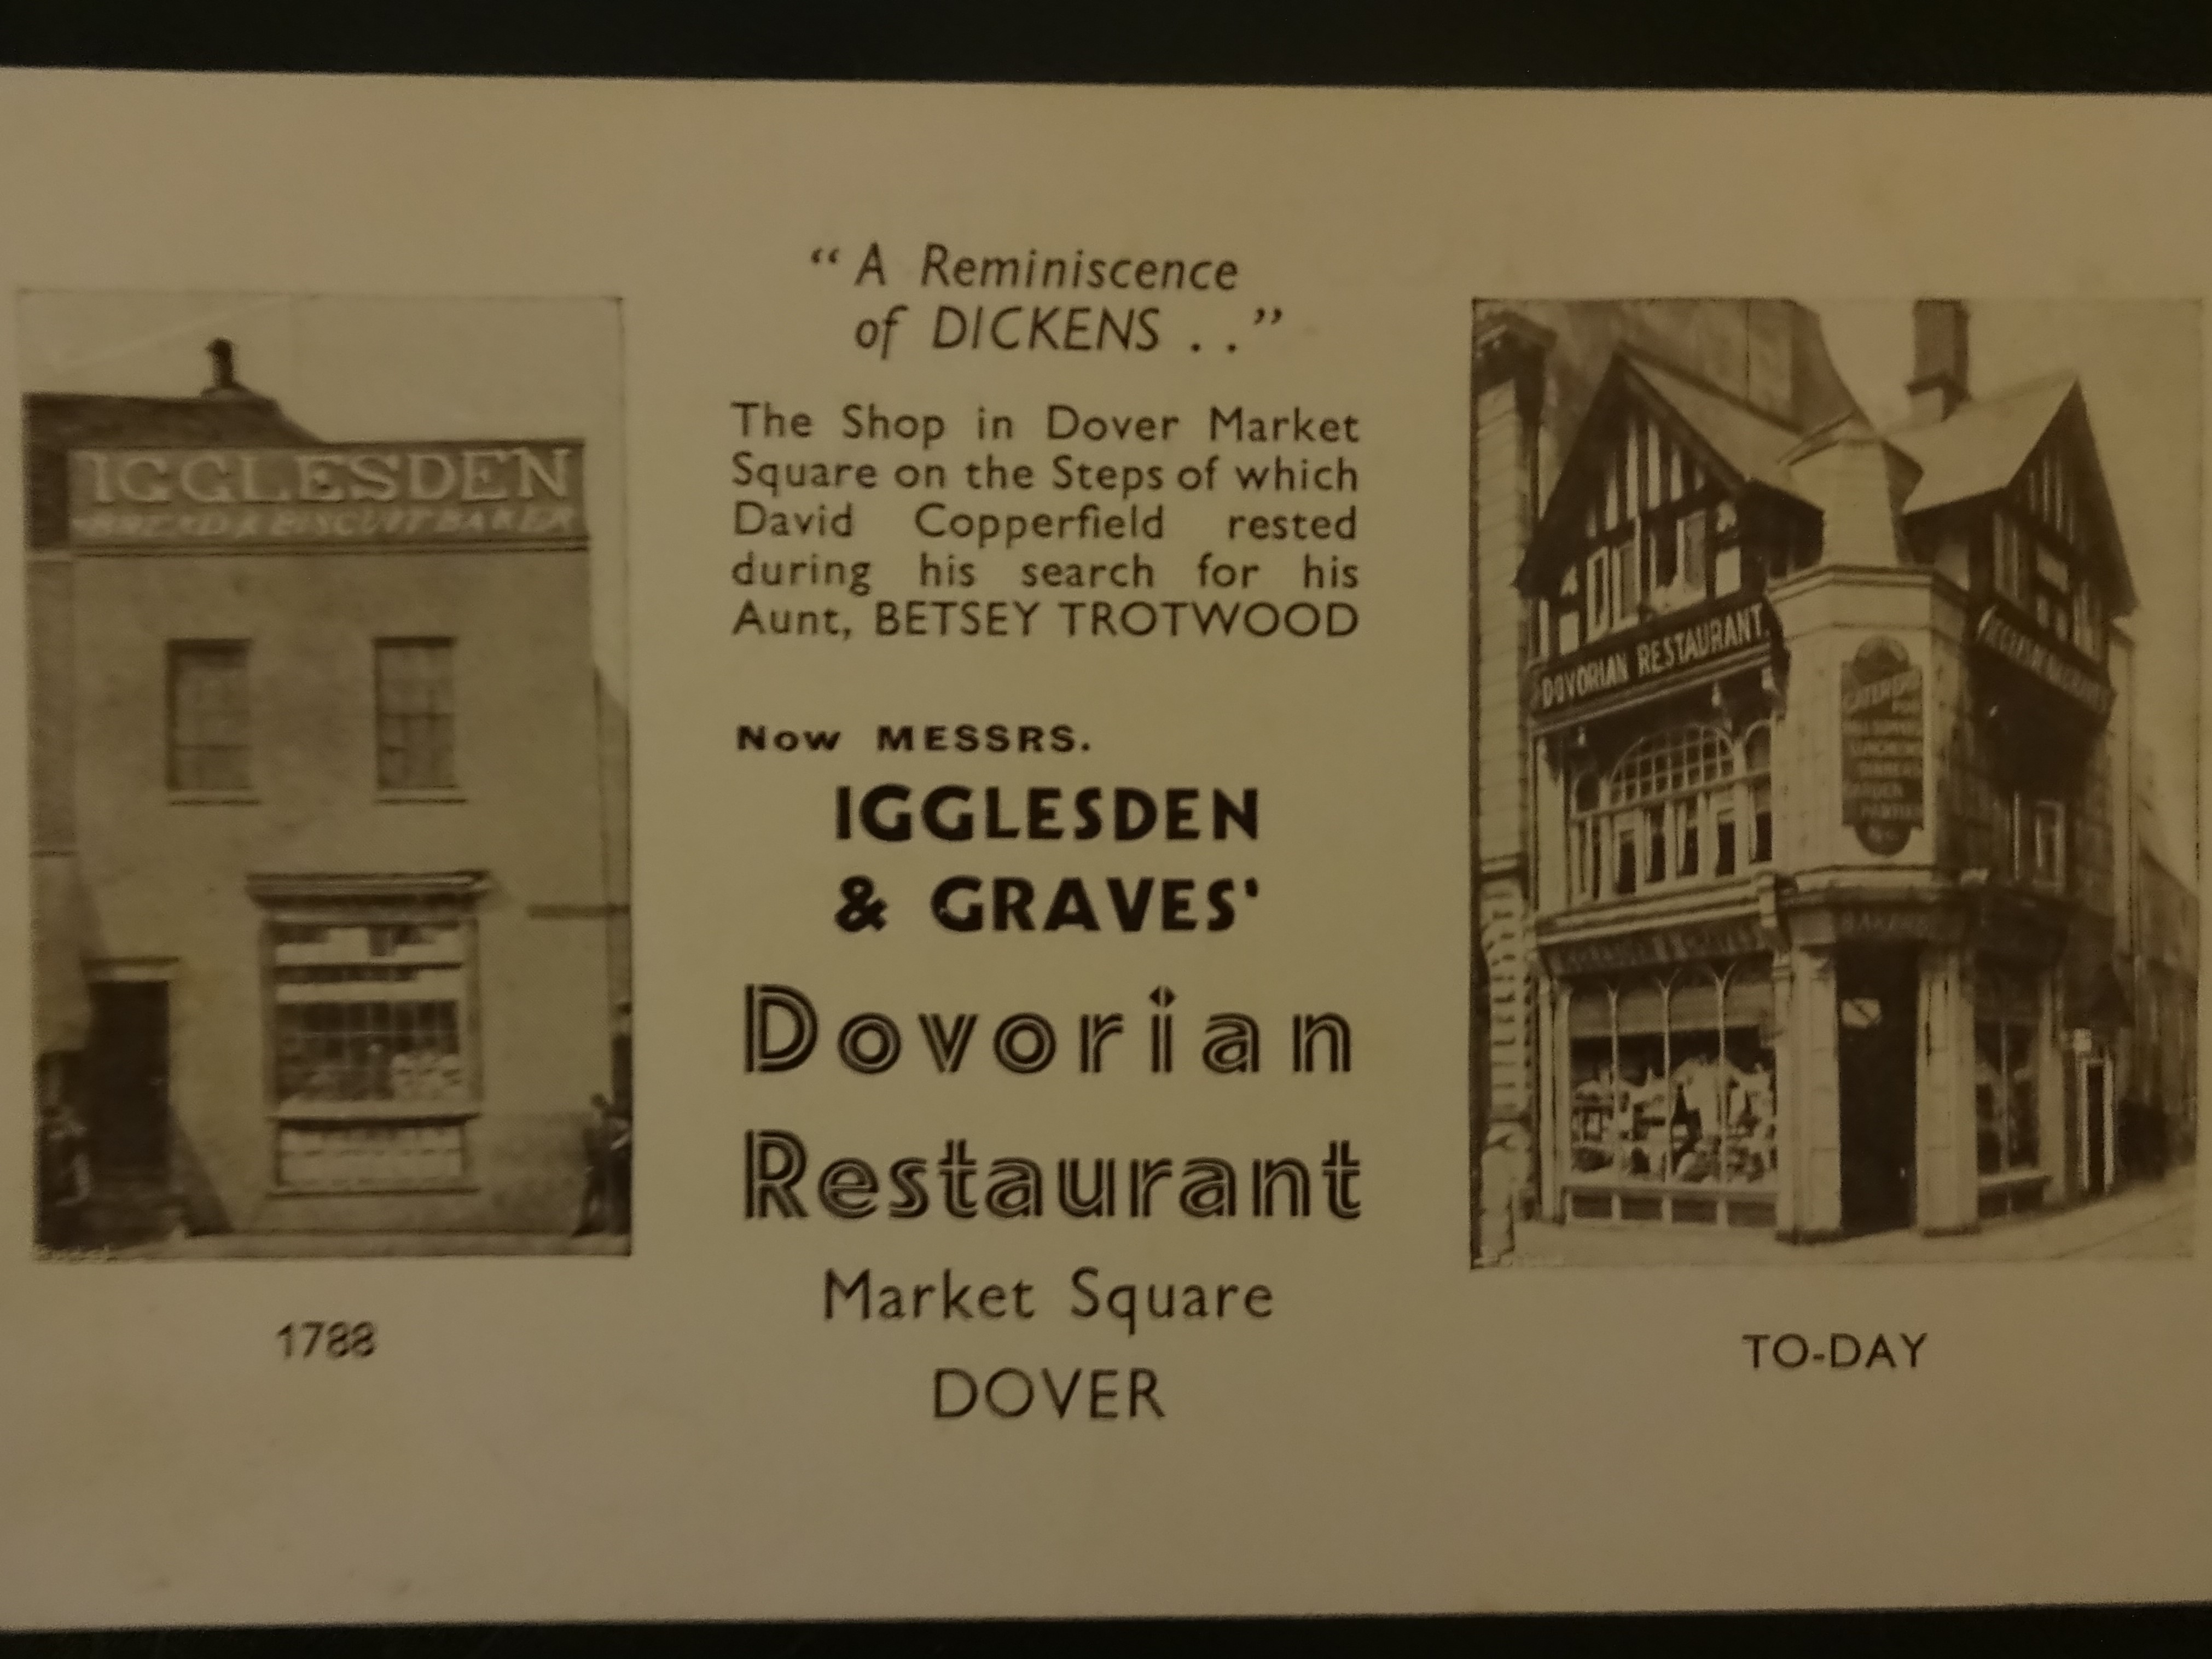 IGGLESDEN
BREAD & BISCUIT BAKER
1788
“ A Reminiscence
of DICKENS . . ”
The Shop in Dover Market
Square on the Steps of which
David Copperfield rested
during his search for his
Aunt, BETSEY TROTWOOD
Now MESSRS.
IGGLESDEN
& GRAVES'
Dovorian
Restaurant
Market Square
DOVER
DOVORIAN RESTAURANT.
BAKERS
TO-DAY